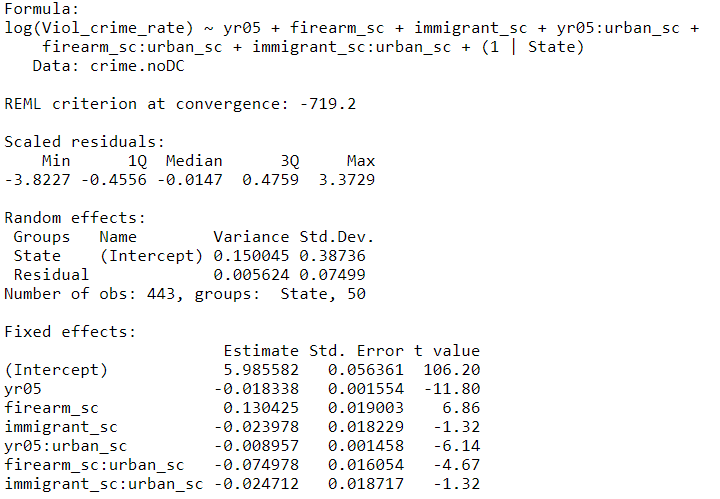 Formula:
log(Viol_crime_rate) ~ yr05 + firearm_sc + immigrant_sc + yr05:urban_sc +
    firearm_sc:urban_sc + immigrant_sc:urban_sc + (1 | State)
   Data: crime.noDC

REML criterion at convergence: -719.2

Scaled residuals:
    Min      1Q  Median      3Q     Max
-3.8227 -0.4556 -0.0147  0.4759  3.3729

Random effects:
 Groups   Name        Variance Std.Dev.
 State    (Intercept) 0.150045 0.38736
 Residual             0.005624 0.07499
Number of obs: 443, groups:  State, 50

Fixed effects:
                       Estimate Std. Error t value
(Intercept)            5.985582   0.056361  106.20
yr05                  -0.018338   0.001554  -11.80
firearm_sc             0.130425   0.019003    6.86
immigrant_sc          -0.023978   0.018229   -1.32
yr05:urban_sc         -0.008957   0.001458   -6.14
firearm_sc:urban_sc   -0.074978   0.016054   -4.67
immigrant_sc:urban_sc -0.024712   0.018717   -1.32